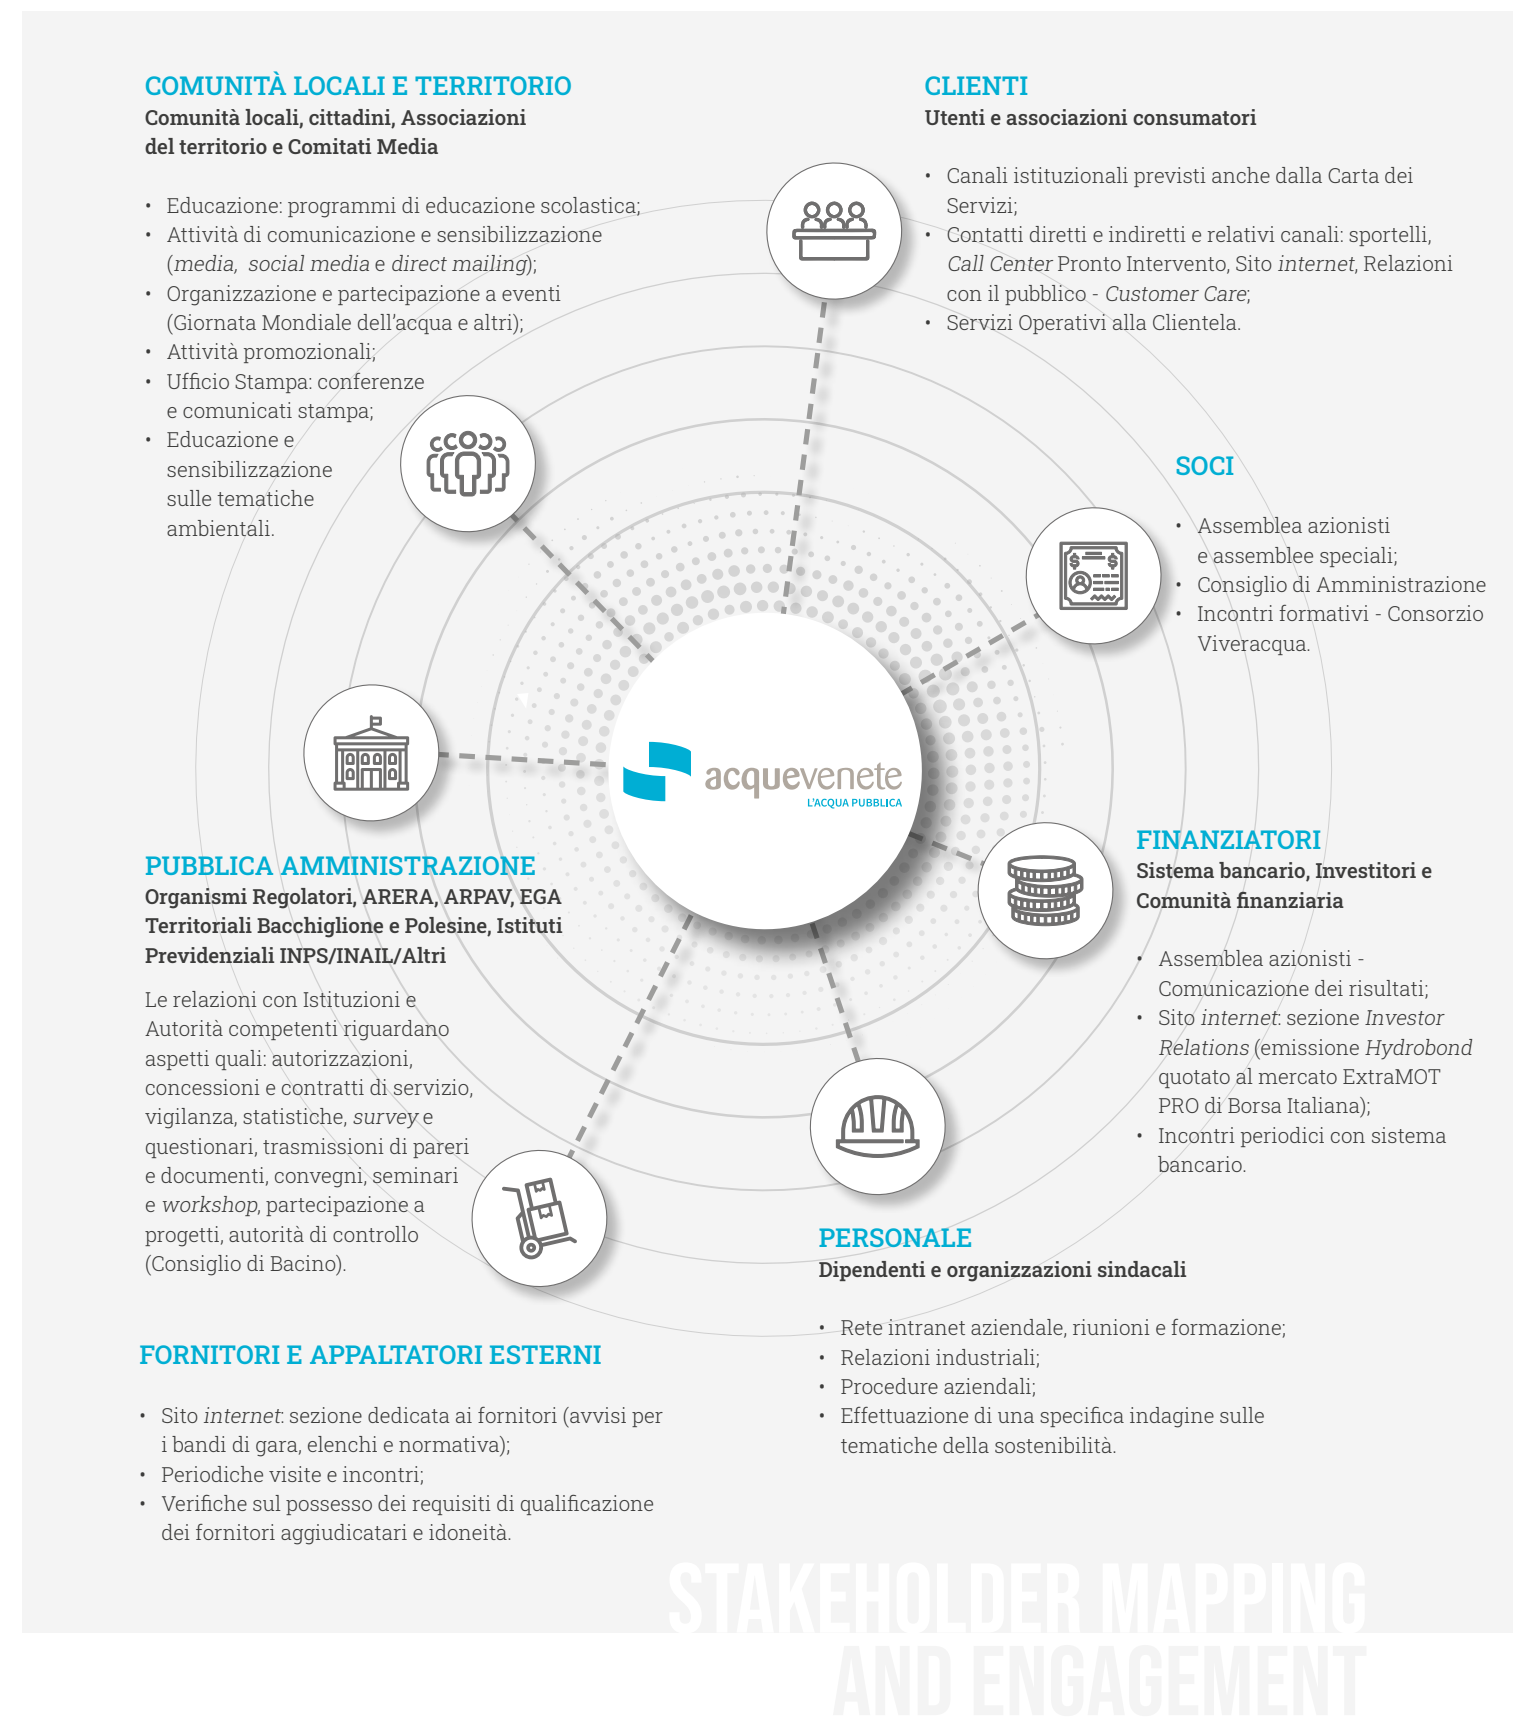 COMUNITÀ LOCALI E TERRITORIO
Comunità locali, cittadini, Associazioni
del territorio e Comitati Media
• Educazione: programmi di educazione scolastica;
• Attività di comunicazione e sensibilizzazione
(media, social media e direct mailing);
• Organizzazione e partecipazione a eventi
(Giornata Mondiale dell'acqua e altri);
• Attività promozionali;
• Ufficio Stampa: conferenze
e comunicati stampa;
• Educazione e
sensibilizzazione
sulle tematiche
ambientali.
CLIENTI
Utenti e associazioni consumatori
• Canali istituzionali previsti anche dalla Carta dei
Servizi;
• Contatti diretti e indiretti e relativi canali: sportelli,
Call Center Pronto Intervento, Sito internet, Relazioni
con il pubblico - Customer Care;
• Servizi Operativi alla Clientela.
SOCI
• Assemblea azionisti
e assemblee speciali;
• Consiglio di Amministrazione
• Incontri formativi - Consorzio
Viveracqua.
acquevenete
L'ACQUA PUBBLICA
PUBBLICA AMMINISTRAZIONE
Organismi Regolatori, ARERA, ARPAV, EGA
Territoriali Bacchiglione e Polesine, Istituti
Previdenziali INPS/INAIL/Altri
Le relazioni con Istituzioni e
Autorità competenti riguardano
aspetti quali: autorizzazioni,
concessioni e contratti di servizio,
vigilanza, statistiche, survey e
questionari, trasmissioni di pareri
e documenti, convegni, seminari
e workshop, partecipazione a
progetti, autorità di controllo
(Consiglio di Bacino).
FINANZIATORI
Sistema bancario, Investitori e
Comunità finanziaria
• Assemblea azionisti -
Comunicazione dei risultati;
• Sito internet: sezione Investor
Relations (emissione Hydrobond
quotato al mercato ExtraMOT
PRO di Borsa Italiana);
• Incontri periodici con sistema
bancario.
PERSONALE
Dipendenti e organizzazioni sindacali
• Rete intranet aziendale, riunioni e formazione;
• Relazioni industriali;
• Procedure aziendali;
• Effettuazione di una specifica indagine sulle
tematiche della sostenibilità.
FORNITORI E APPALTATORI ESTERNI
• Sito internet: sezione dedicata ai fornitori (avvisi per
i bandi di gara, elenchi e normativa);
• Periodiche visite e incontri;
• Verifiche sul possesso dei requisiti di qualificazione
dei fornitori aggiudicatari e idoneità.
STAKEHOLDER MAPPING
AND ENGAGEMENT